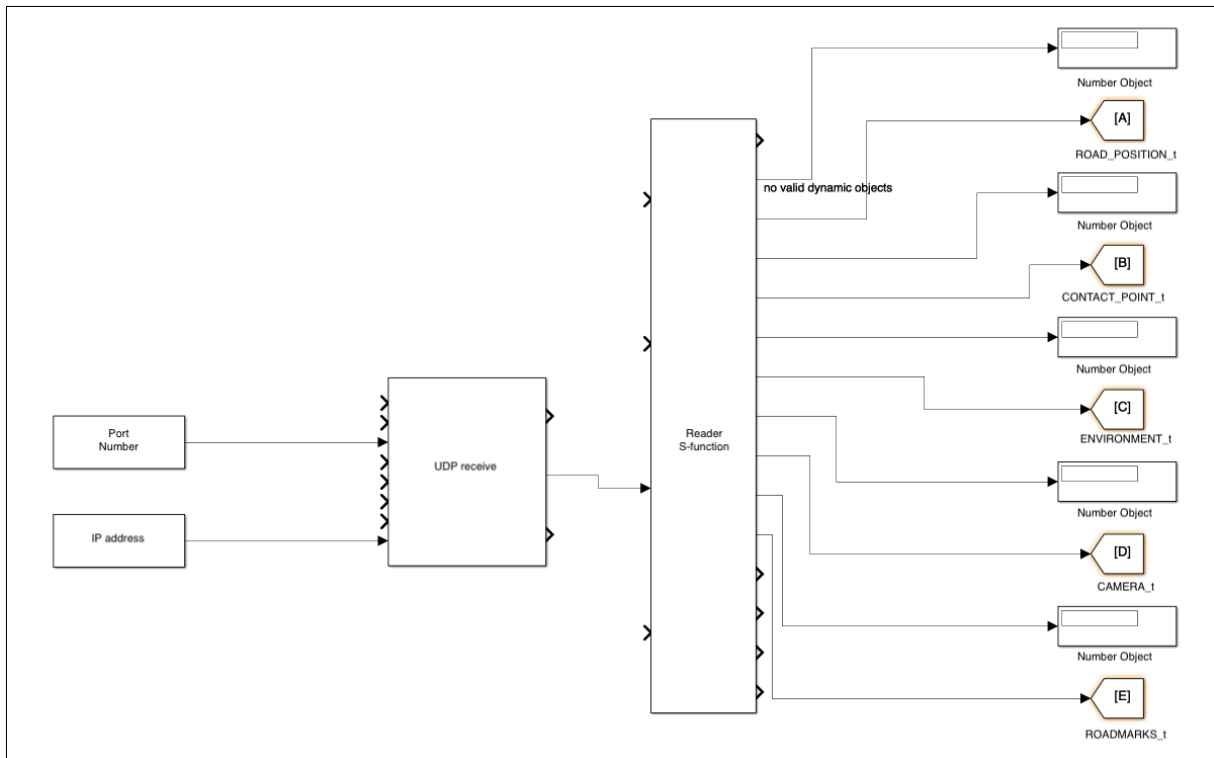 Number Object
[A]
ROAD_POSITION_t
no valid dynamic objects
Number Object
[B]
CONTACT_POINT_t
Number Object
[C]
ENVIRONMENT_t
Port
Number
UDP receive
Reader
S-function
IP address
Number Object
[D]
CAMERA_t
Number Object
[E]
ROADMARKS_t